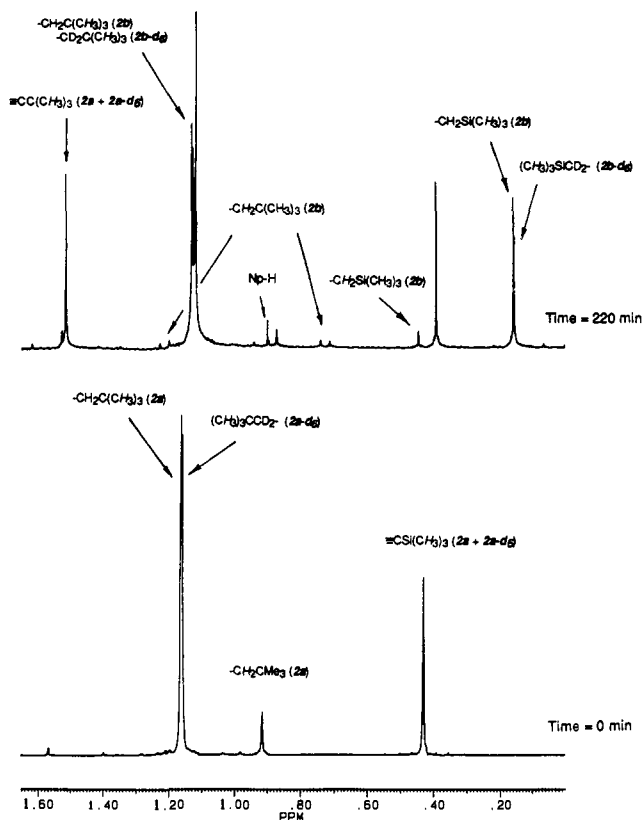 -CH2C(CH3)3 (2b)
-CD2C(CH3)3 (2b-d6)
≡CC(CH3)3 (2a + 2a-d6)
-CH2Si(CH3)3 (2b)
(CH3)3SiCD2- (2b-d6)
-CH2C(CH3)3 (2b)
Np-H
-CH2Si(CH3)3 (2b)
Time = 220 min
-CH2C(CH3)3 (2a)
(CH3)3CCD2- (2a-d6)
≡CSi(CH3)3 (2a + 2a-d6)
-CH2CMe3 (2a)
Time = 0 min
1.60 1.40 1.20 1.00 .80 .60 .40 .20
PPM